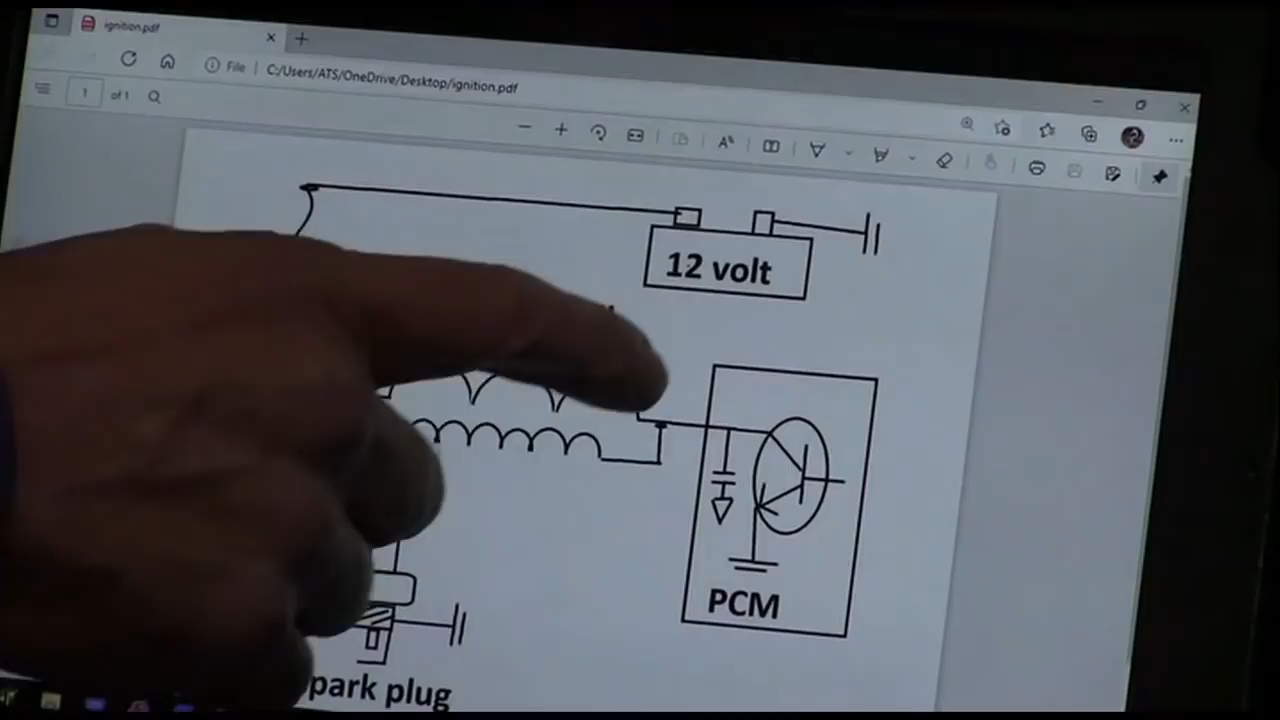 ignition.pdf
File C:/Users/ATS/OneDrive/Desktop/ignition.pdf
1 of 1
12 volt
PCM
park plug